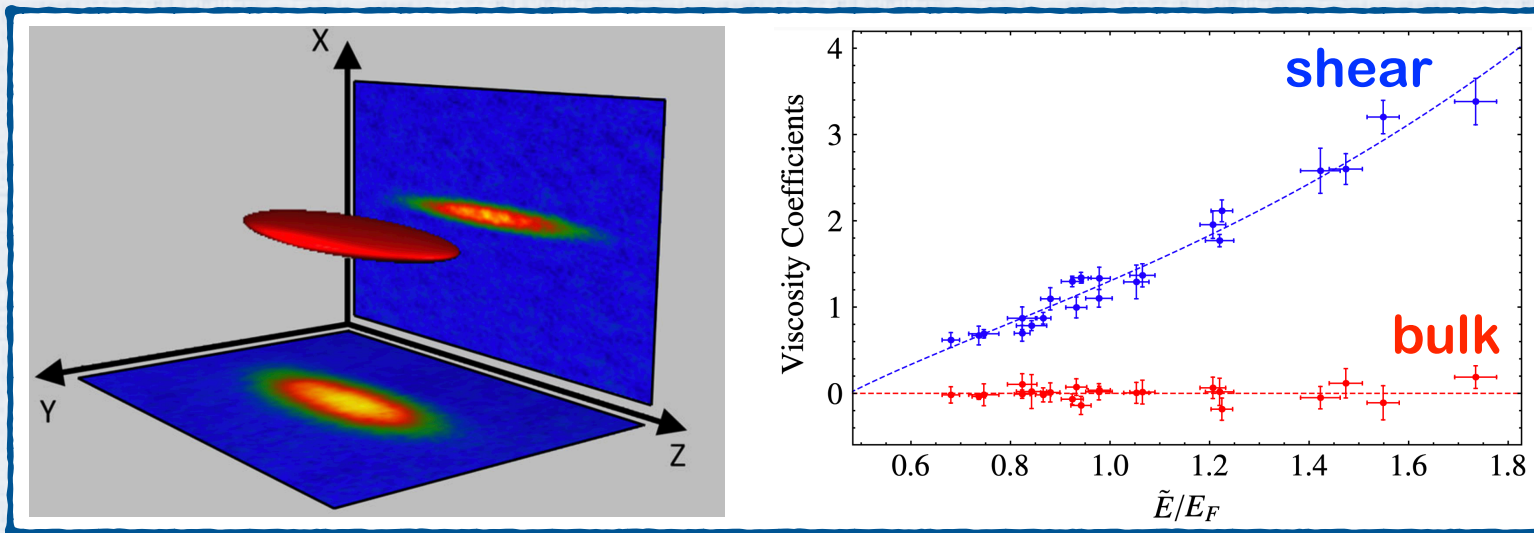 X
Y
Z
Viscosity Coefficients
4
3
2
1
0
shear
bulk
0.6 0.8 1.0 1.2 1.4 1.6 1.8
Ẽ/E_F